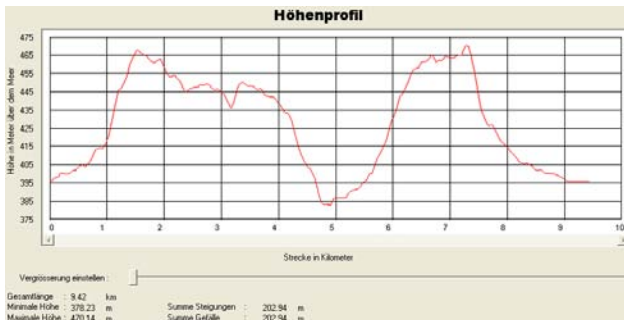 Höhenprofil
Höhe in Meter über dem Meer
475
465
455
445
435
425
415
405
395
385
375
0 1 2 3 4 5 6 7 8 9 10
Strecke in Kilometer
Vergrösserung einstellen :
Gesamtlänge : 9.42 km
Minimale Höhe : 378.23 m Summe Steigungen : 202.94 m
Maximale Höhe : 470.14 m Summe Gefälle : 202.94 m